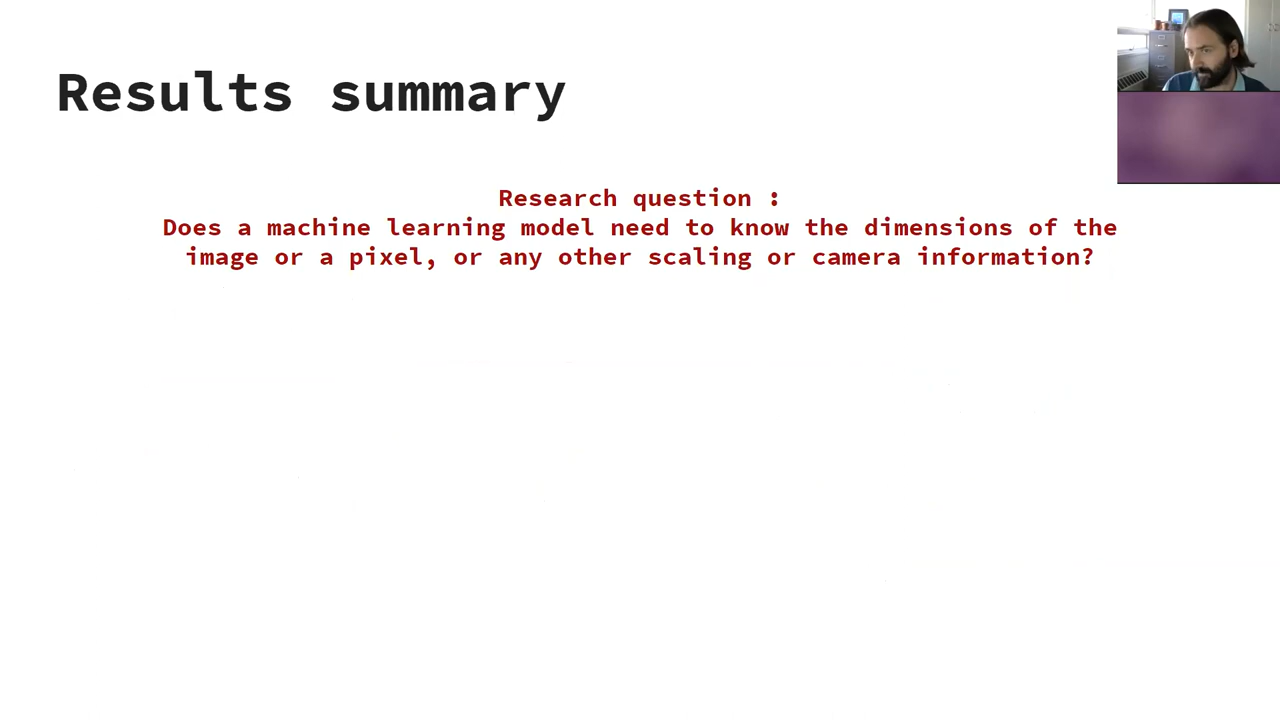 Results summary
Research question :
Does a machine learning model need to know the dimensions of the
image or a pixel, or any other scaling or camera information?